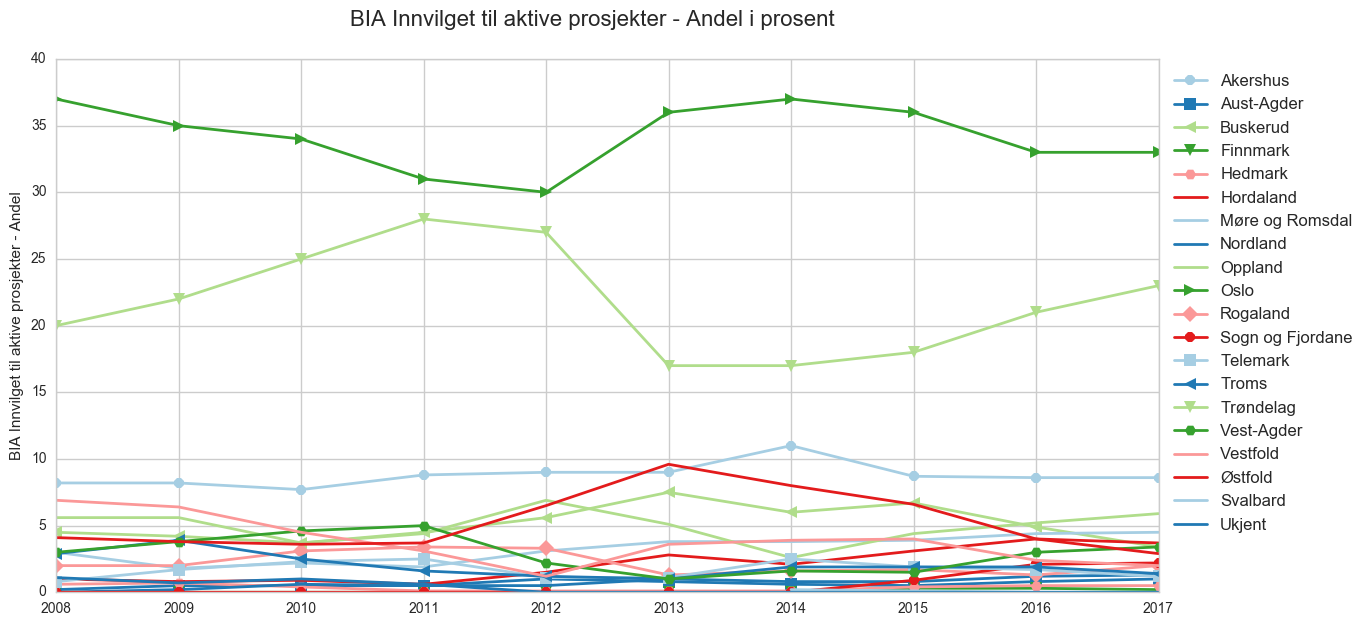 BIA Innvilget til aktive prosjekter - Andel i prosent
BIA Innvilget til aktive prosjekter - Andel
40
35
30
25
20
15
10
5
0
2008 2009 2010 2011 2012 2013 2014 2015 2016 2017
Akershus
Aust-Agder
Buskerud
Finnmark
Hedmark
Hordaland
Møre og Romsdal
Nordland
Oppland
Oslo
Rogaland
Sogn og Fjordane
Telemark
Troms
Trøndelag
Vest-Agder
Vestfold
Østfold
Svalbard
Ukjent